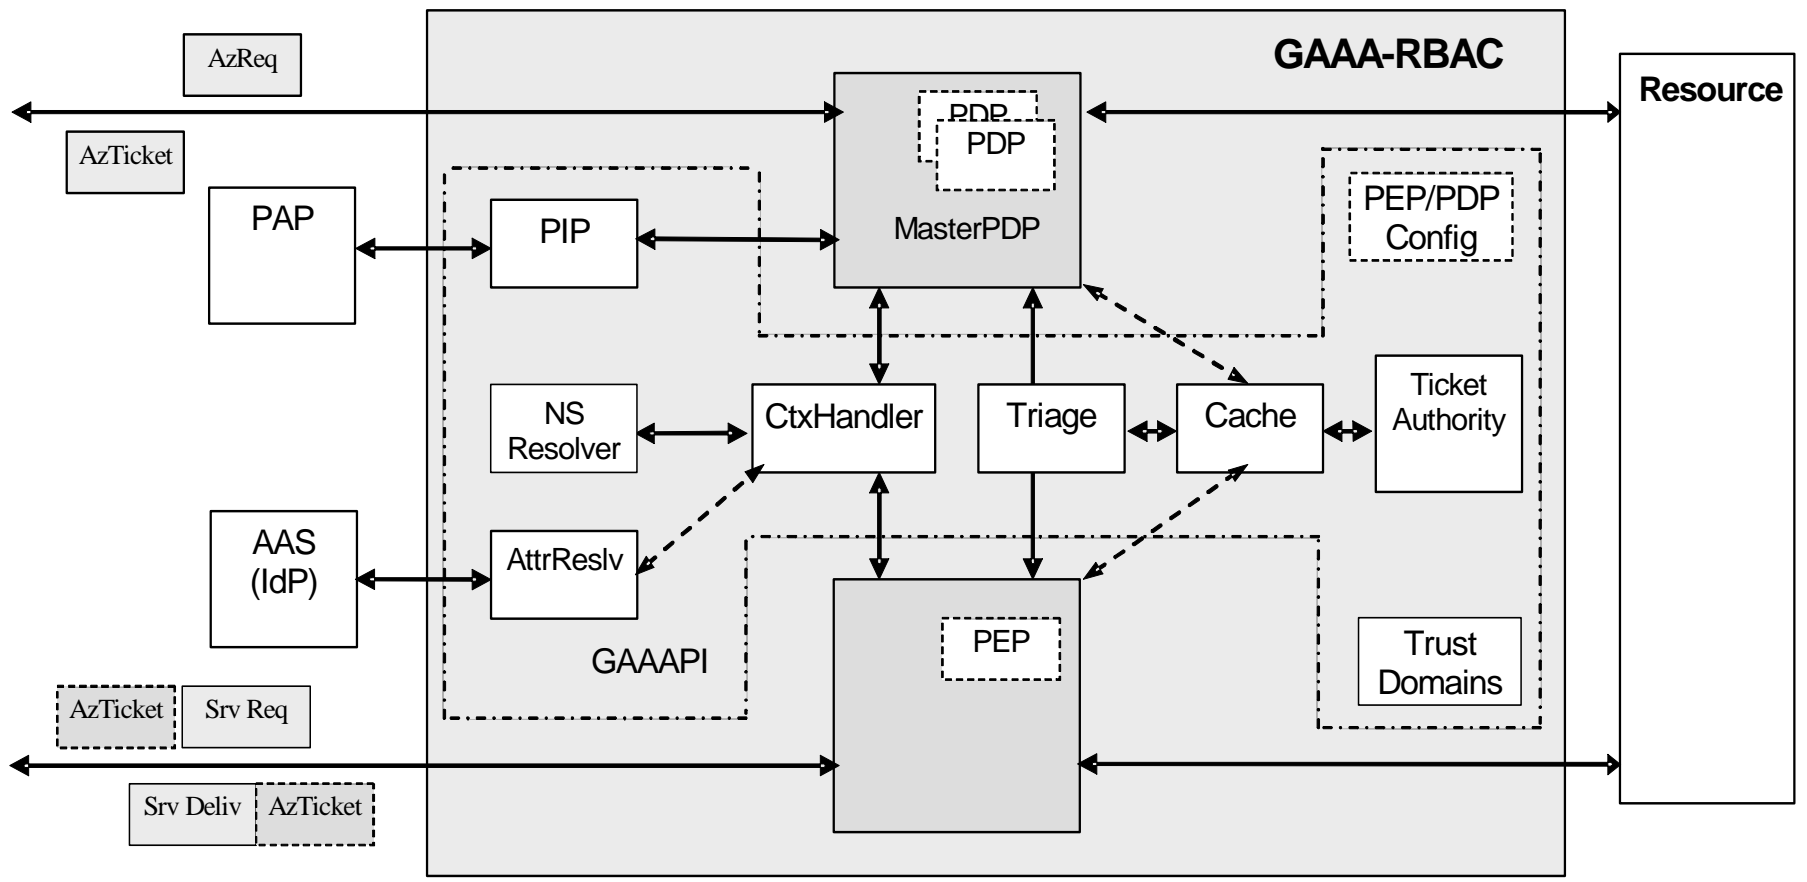 GAAA-RBAC
AzReq
Resource
PDP
PDP
AzTicket
PEP/PDP
Config
PAP
PIP
MasterPDP
NS
Resolver
CtxHandler
Triage
Cache
Ticket
Authority
AAS
(IdP)
AttrReslv
PEP
GAAAPI
Trust
Domains
AzTicket
Srv Req
Srv Deliv
AzTicket